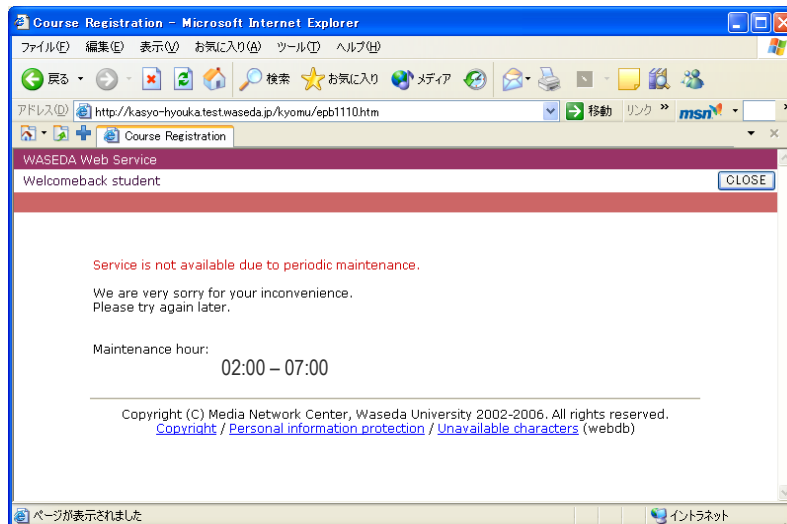 Course Registration - Microsoft Internet Explorer
ファイル(F) 編集(E) 表示(V) お気に入り(A) ツール(T) ヘルプ(H)
戻る 検索 お気に入り メディア
アドレス(D) http://kasyo-hyouka.test.waseda.jp/kyomu/epb1110.htm 移動 リンク » msn
Course Registration
WASEDA Web Service
Welcomeback student CLOSE
Service is not available due to periodic maintenance.
We are very sorry for your inconvenience.
Please try again later.
Maintenance hour:
02:00 – 07:00
Copyright (C) Media Network Center, Waseda University 2002-2006. All rights reserved.
Copyright / Personal information protection / Unavailable characters (webdb)
ページが表示されました イントラネット